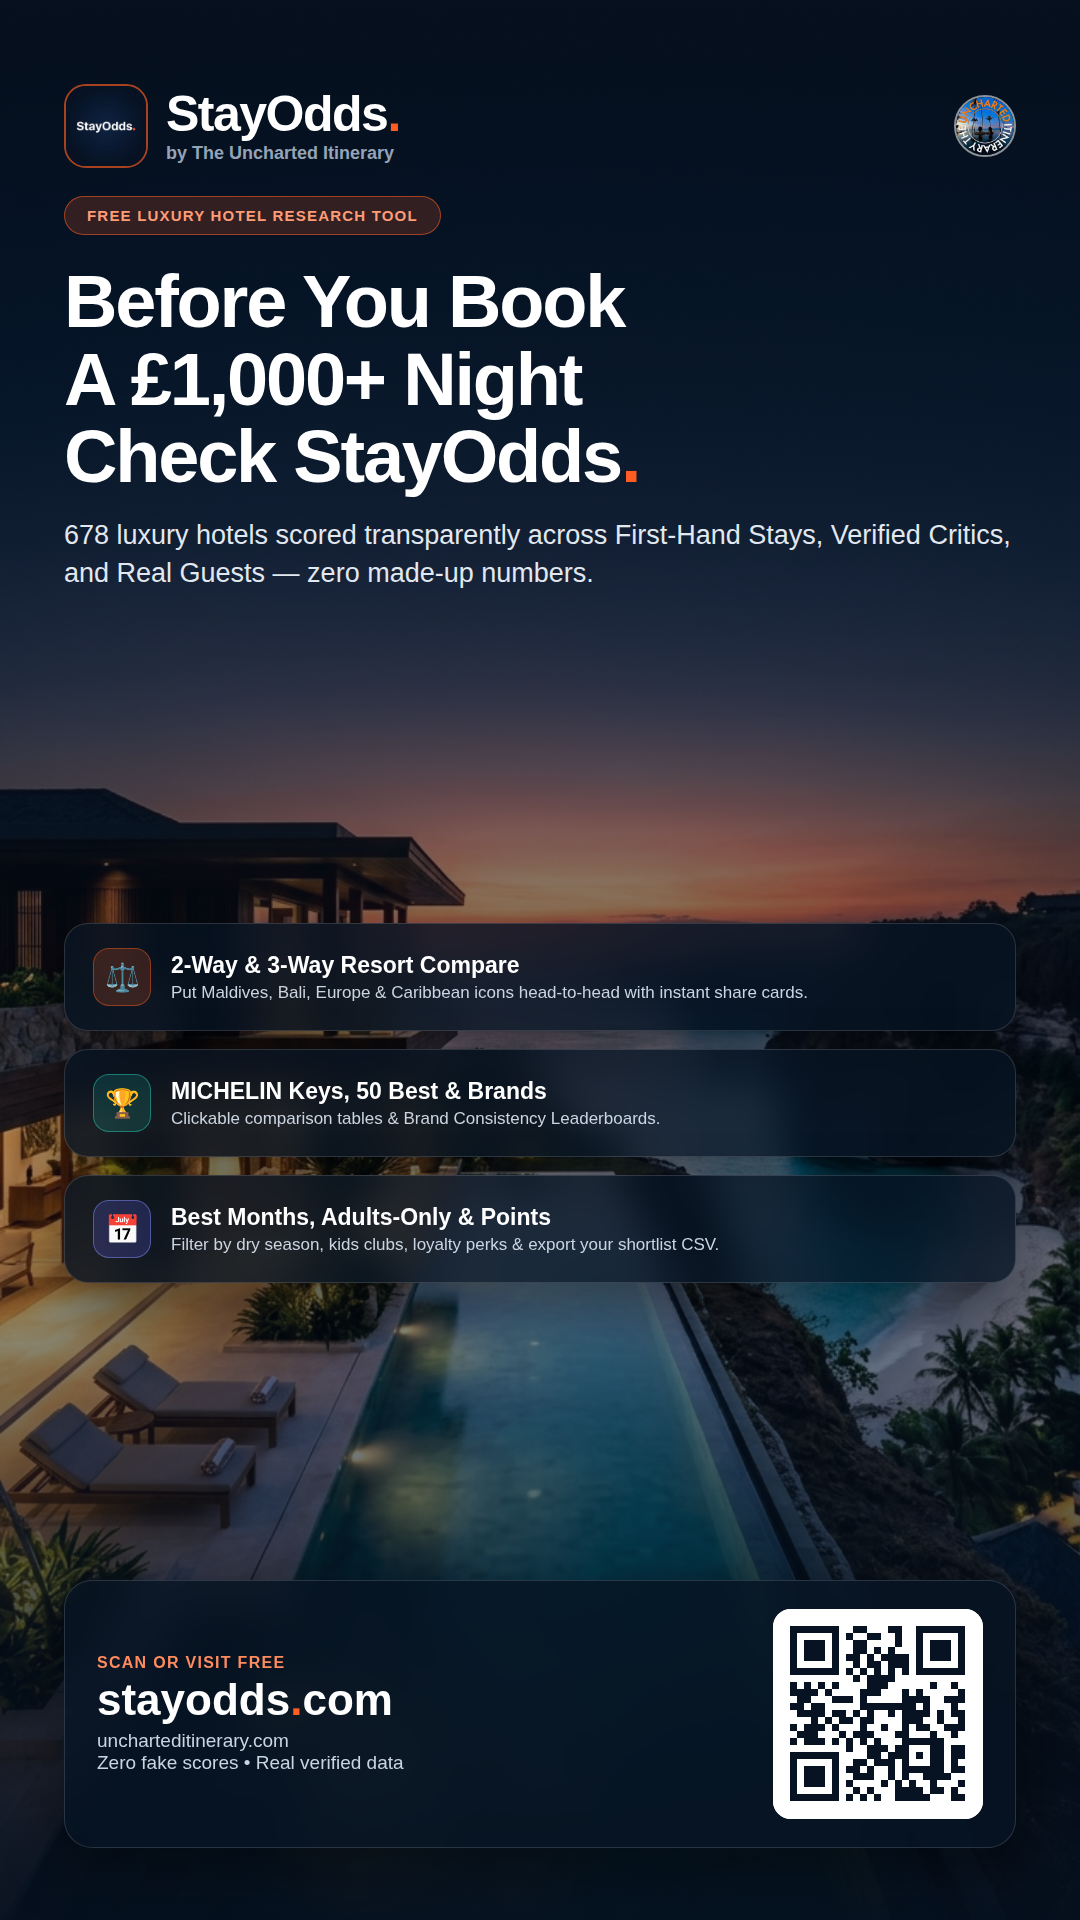 StayOdds.
StayOdds.
by The Uncharted Itinerary
THE UNCHARTED ITINERARY
FREE LUXURY HOTEL RESEARCH TOOL
Before You Book
A £1,000+ Night
Check StayOdds.
678 luxury hotels scored transparently across First-Hand Stays, Verified Critics,
and Real Guests — zero made-up numbers.
2-Way & 3-Way Resort Compare
Put Maldives, Bali, Europe & Caribbean icons head-to-head with instant share cards.
MICHELIN Keys, 50 Best & Brands
Clickable comparison tables & Brand Consistency Leaderboards.
July
17
Best Months, Adults-Only & Points
Filter by dry season, kids clubs, loyalty perks & export your shortlist CSV.
SCAN OR VISIT FREE
stayodds.com
uncharteditinerary.com
Zero fake scores • Real verified data